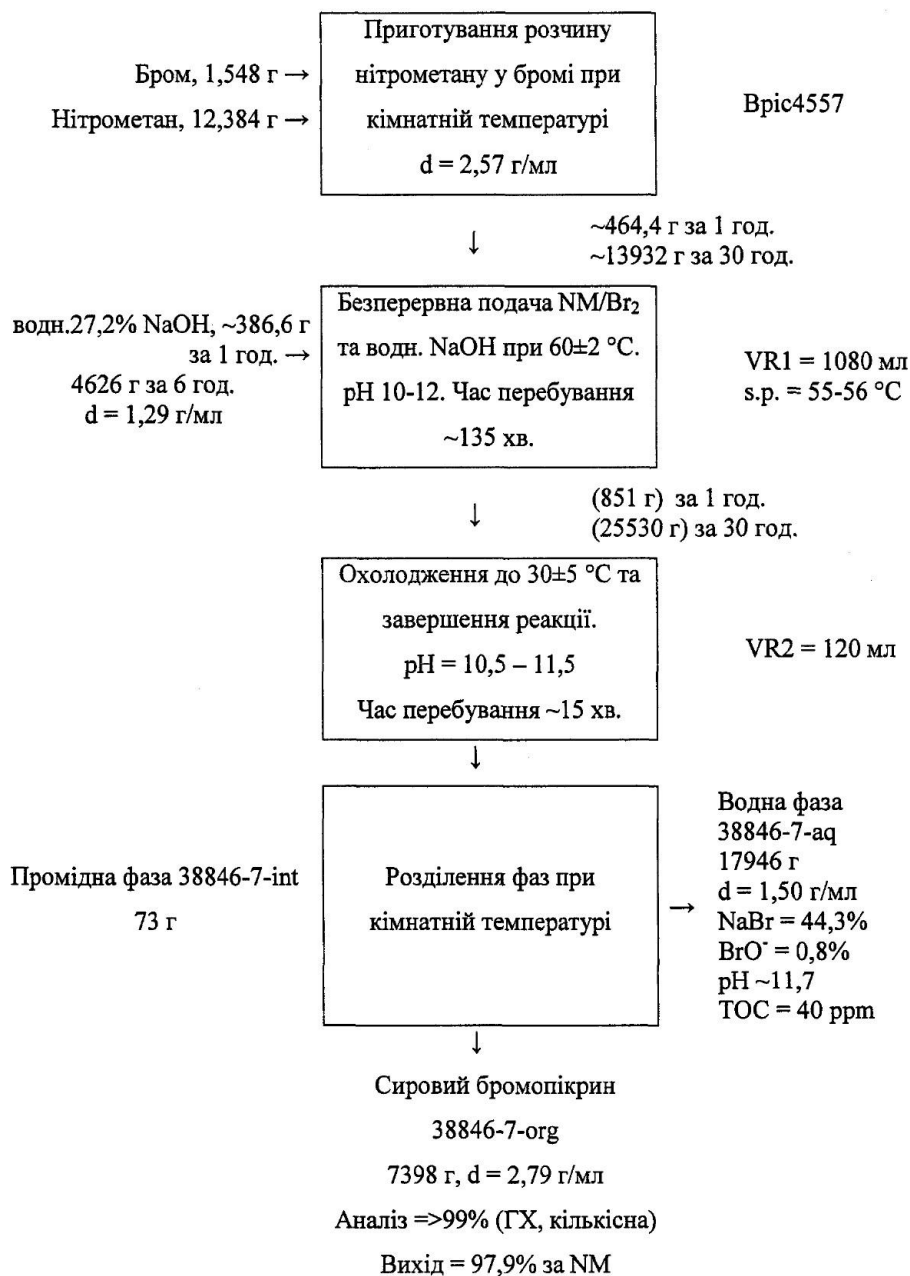 Приготування розчину
нітрометану у бромі при
кімнатній температурі
d = 2,57 г/мл
Бром, 1,548 г →
Нітрометан, 12,384 г →
Bpic4557
↓
~464,4 г за 1 год.
~13932 г за 30 год.
водн.27,2% NaOH, ~386,6 г
за 1 год. →
4626 г за 6 год.
d = 1,29 г/мл
Безперервна подача NM/Br₂
та водн. NaOH при 60±2 °C.
pH 10-12. Час перебування
~135 хв.
VR1 = 1080 мл
s.p. = 55-56 °C
↓
(851 г) за 1 год.
(25530 г) за 30 год.
Охолодження до 30±5 °C та
завершення реакції.
pH = 10,5 – 11,5
Час перебування ~15 хв.
VR2 = 120 мл
↓
Промідна фаза 38846-7-int
73 г
Розділення фаз при
кімнатній температурі
→
Водна фаза
38846-7-aq
17946 г
d = 1,50 г/мл
NaBr = 44,3%
BrO⁻ = 0,8%
pH ~11,7
TOC = 40 ppm
↓
Сировий бромопікрин
38846-7-org
7398 г, d = 2,79 г/мл
Аналіз =>99% (ГХ, кількісна)
Вихід = 97,9% за NM